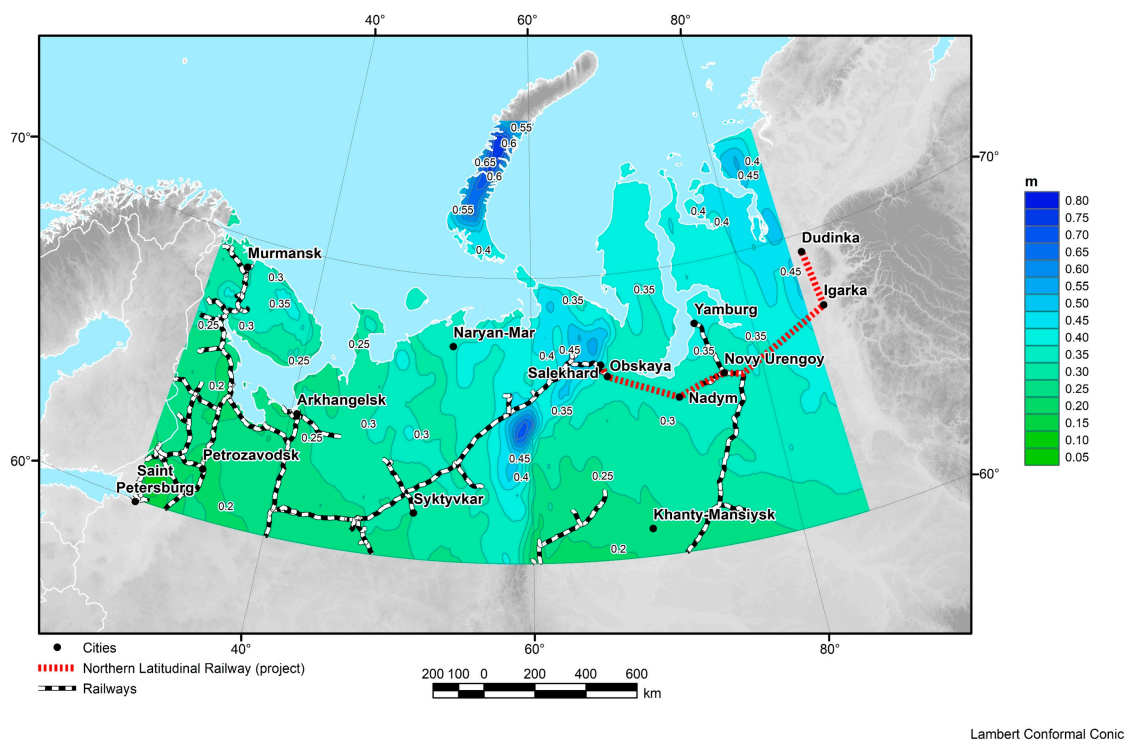 40°
60°
80°
70°
70°
60°
60°
40°
60°
80°
0.55
0.6
0.65
0.6
0.55
0.4
0.4
0.45
0.4
0.4
Dudinka
0.45
Igarka
Murmansk
0.3
0.35
0.25
0.3
0.25
0.25
0.35
0.35
Yamburg
0.35
0.35
Naryan-Mar
0.4
0.45
Obskaya
Novy Urengoy
Salekhard
Nadym
0.2
Arkhangelsk
0.25
0.3
0.3
0.35
0.3
0.45
0.4
0.25
Petrozavodsk
Saint
Petersburg
0.2
Syktyvkar
Khanty-Mansiysk
0.2
m
0.80
0.75
0.70
0.65
0.60
0.55
0.50
0.45
0.40
0.35
0.30
0.25
0.20
0.15
0.10
0.05
Cities
Northern Latitudinal Railway (project)
Railways
200 100 0 200 400 600
km
Lambert Conformal Conic